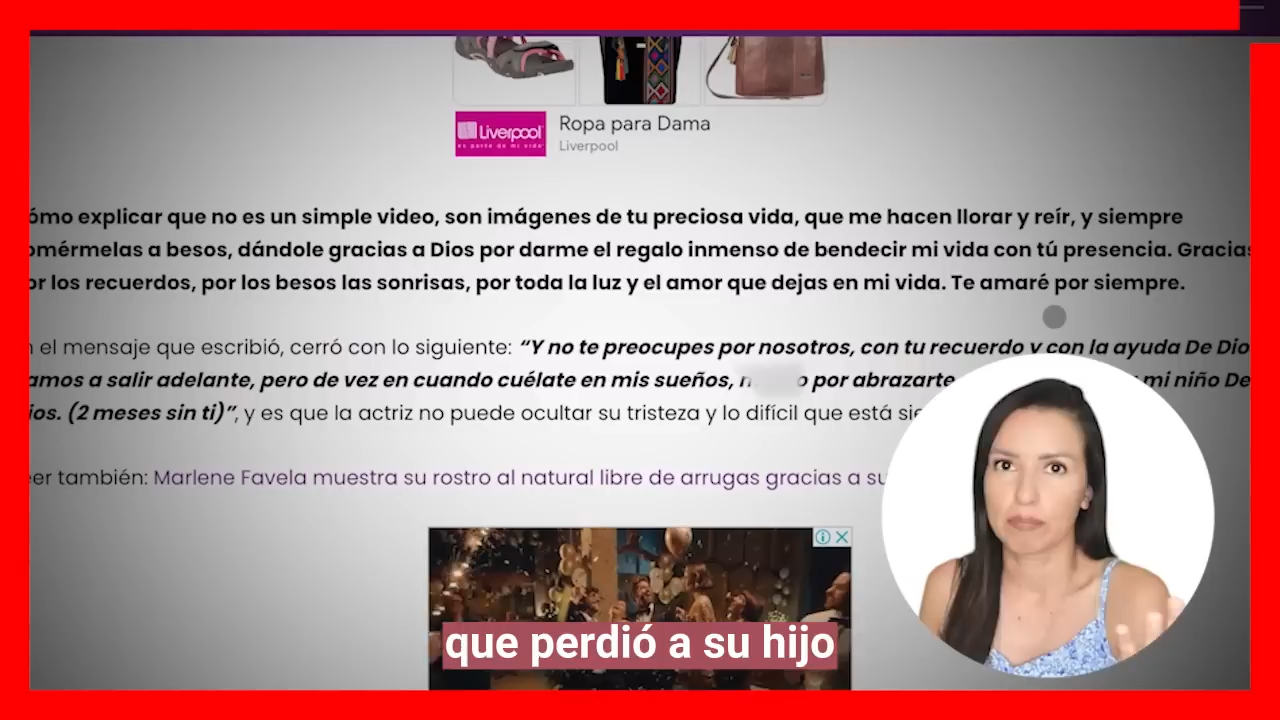 Liverpool
es parte de mi vida
Ropa para Dama
Liverpool
ómo explicar que no es un simple video, son imágenes de tu preciosa vida, que me hacen llorar y reír, y siempre
omérmelas a besos, dándole gracias a Dios por darme el regalo inmenso de bendecir mi vida con tú presencia. Gracias
or los recuerdos, por los besos las sonrisas, por toda la luz y el amor que dejas en mi vida. Te amaré por siempre.
n el mensaje que escribió, cerró con lo siguiente: “Y no te preocupes por nosotros, con tu recuerdo y con la ayuda De Dio
amos a salir adelante, pero de vez en cuando cuélate en mis sueños, por abrazarte mi niño De
ios. (2 meses sin ti)”, y es que la actriz no puede ocultar su tristeza y lo difícil que está sie
eer también: Marlene Favela muestra su rostro al natural libre de arrugas gracias a su
que perdió a su hijo